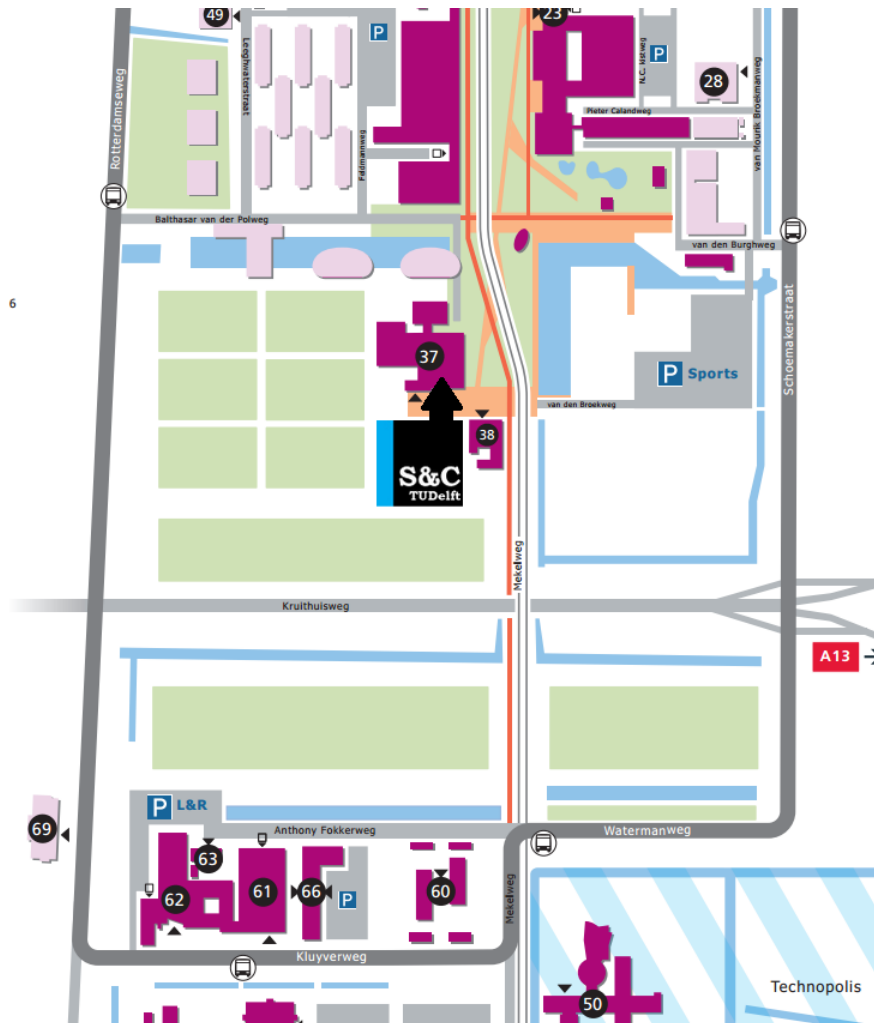 49
23
P
P
Leeghwaterstraat
N.C. kistweg
28
Rotterdamseweg
Pieter Calandweg
van Mourik Broekmanweg
Feldmannweg
Balthasar van der Polweg
van den Burghweg
6
Schoemakerstraat
37
P Sports
van den Broekweg
38
S&C
TUDelft
Mekelweg
Kruithuisweg
A13
P L&R
69
Anthony Fokkerweg
Watermanweg
63
62
61
66
P
60
Mekelweg
Kluyverweg
Technopolis
50